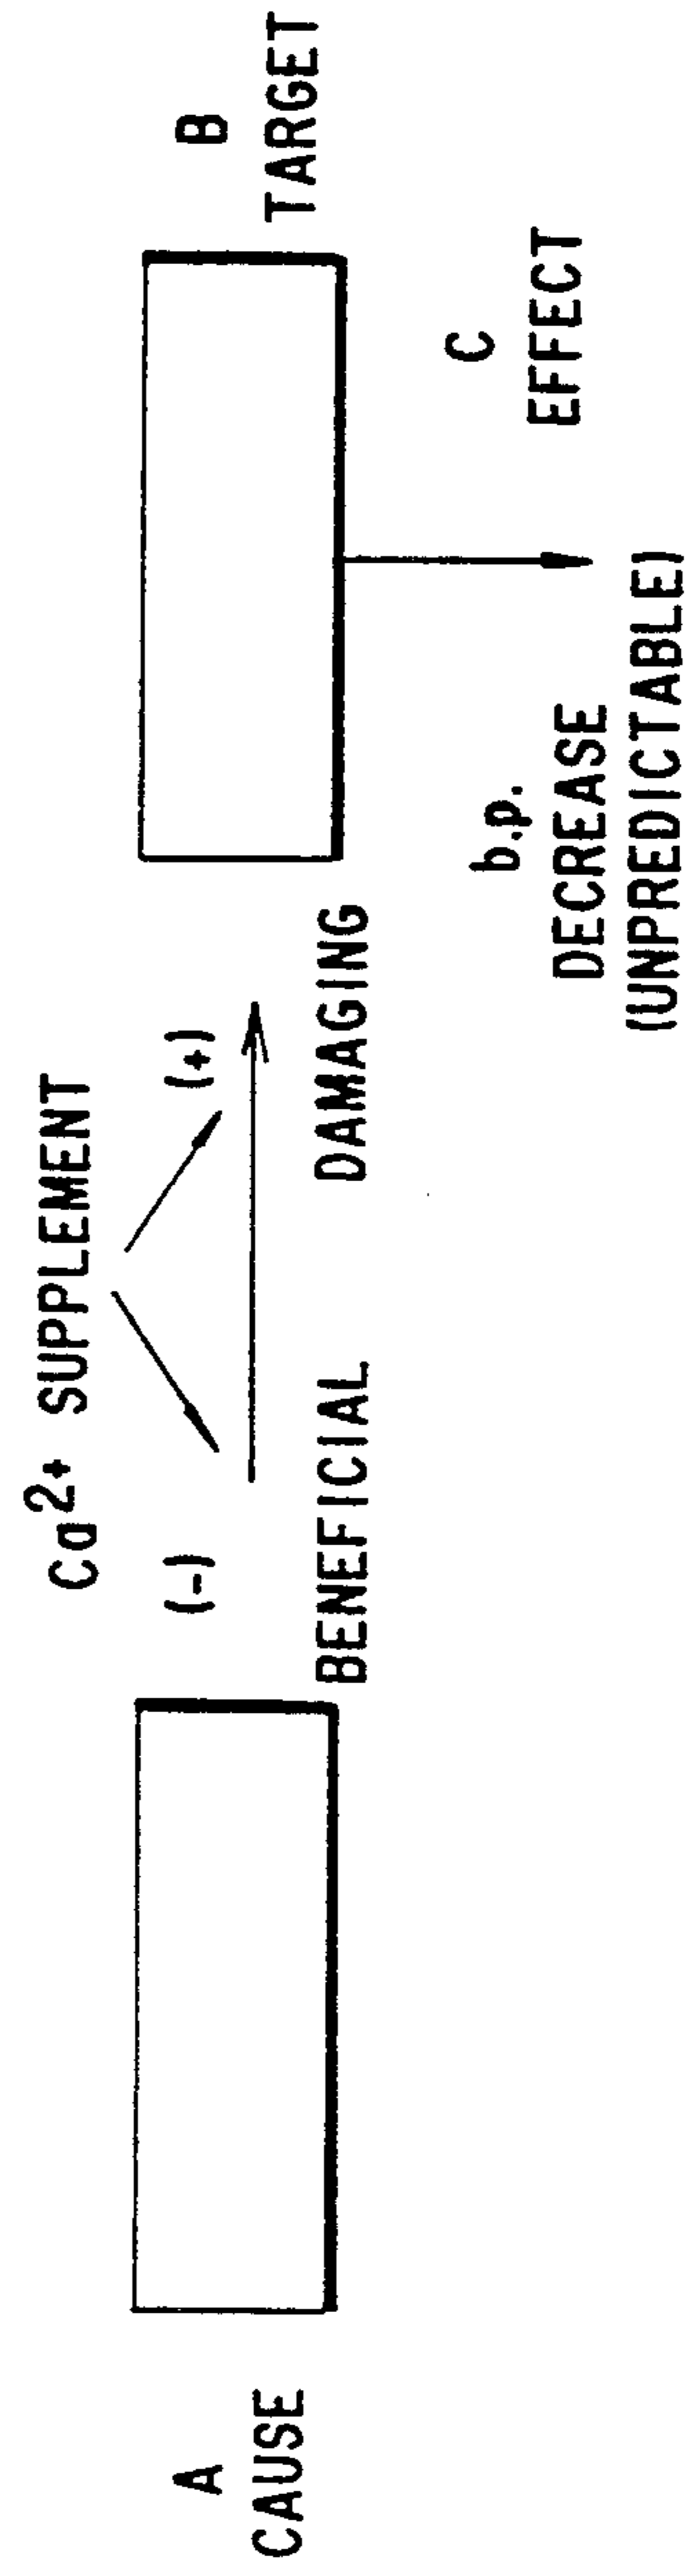 Ca2+ SUPPLEMENT
A
CAUSE
(-)
(+)
B
TARGET
BENEFICIAL
DAMAGING
C
EFFECT
b.p.
DECREASE
(UNPREDICTABLE)